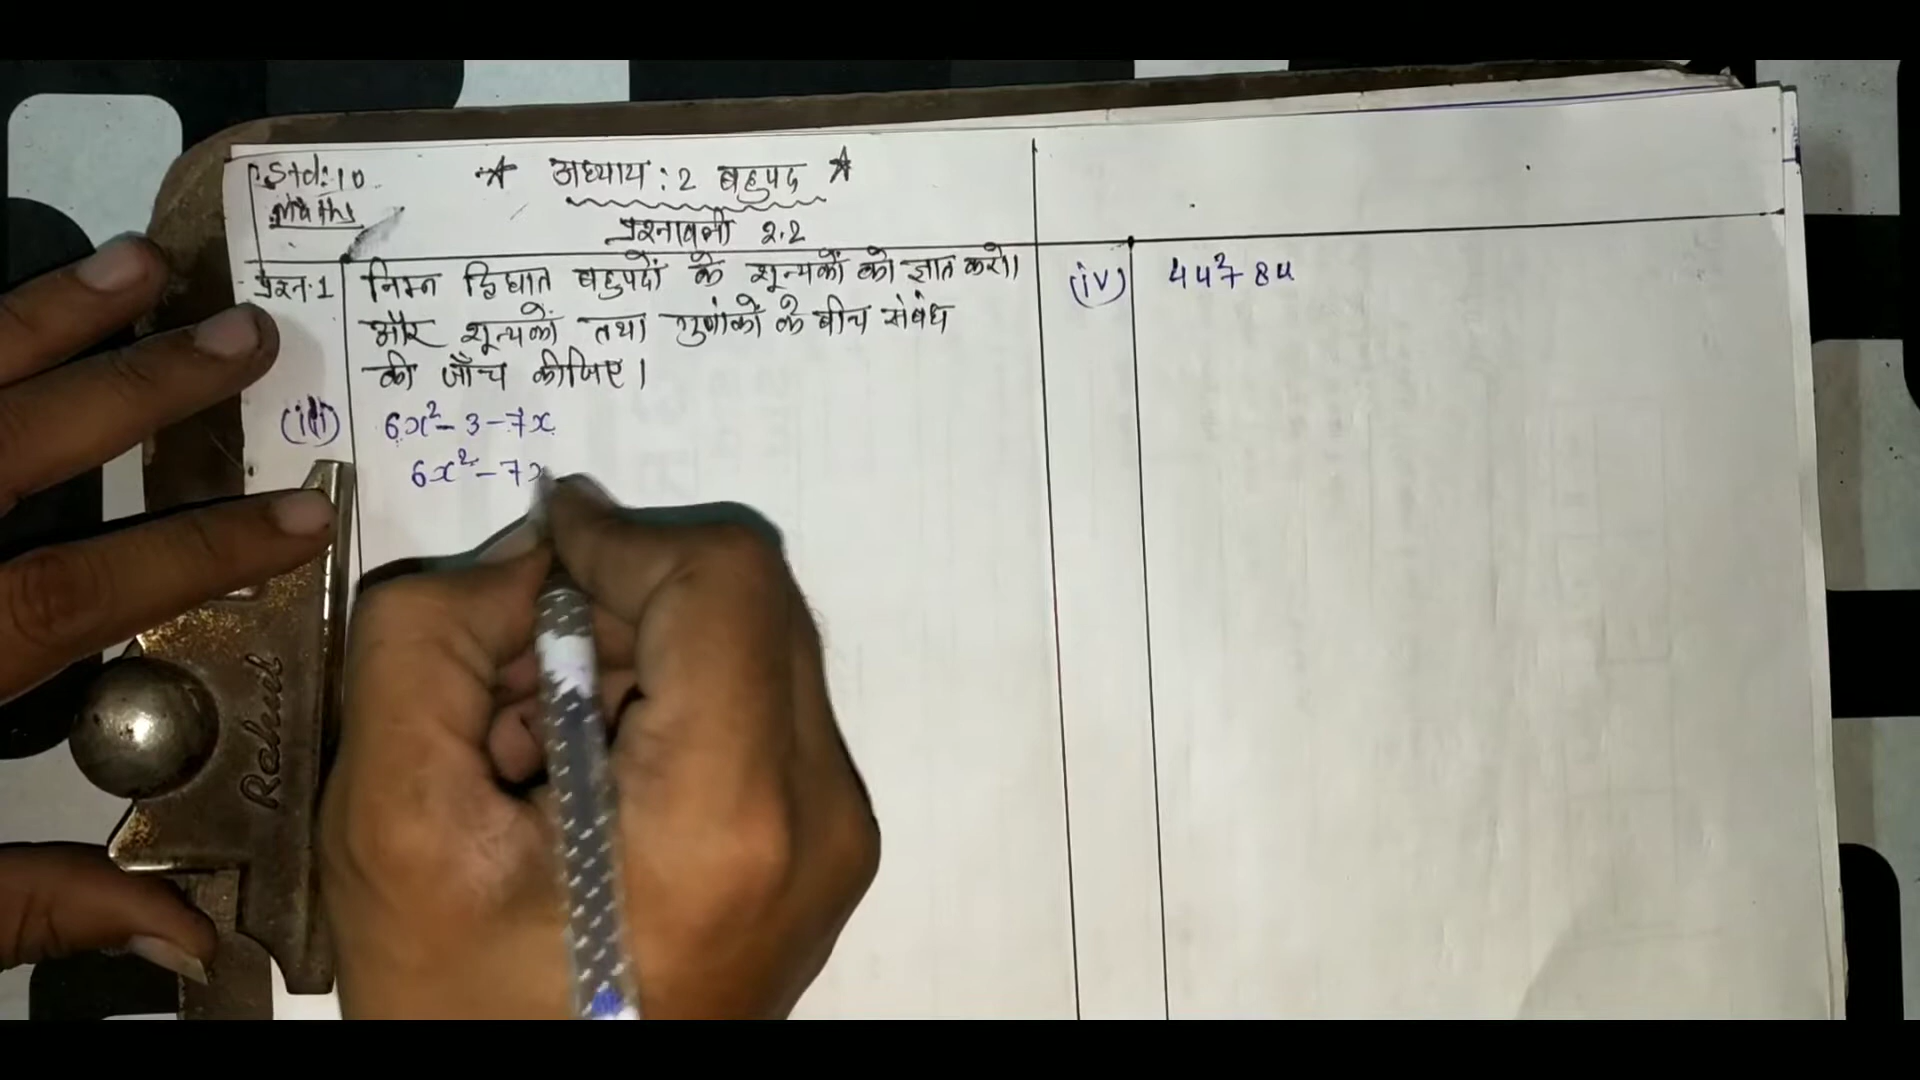 Std:10
Maths
★ अध्याय : 2 बहुपद ★
प्रश्नावली 2.2
प्रश्न.1 निम्न द्विघात बहुपदों के शून्यकों को ज्ञात करो।
और शून्यकों तथा गुणांकों के बीच संबंध
की जाँच कीजिए।
(iii) 6x²- 3 - 7x
6x² - 7x
(iv) 4u²+ 8u
Rahul